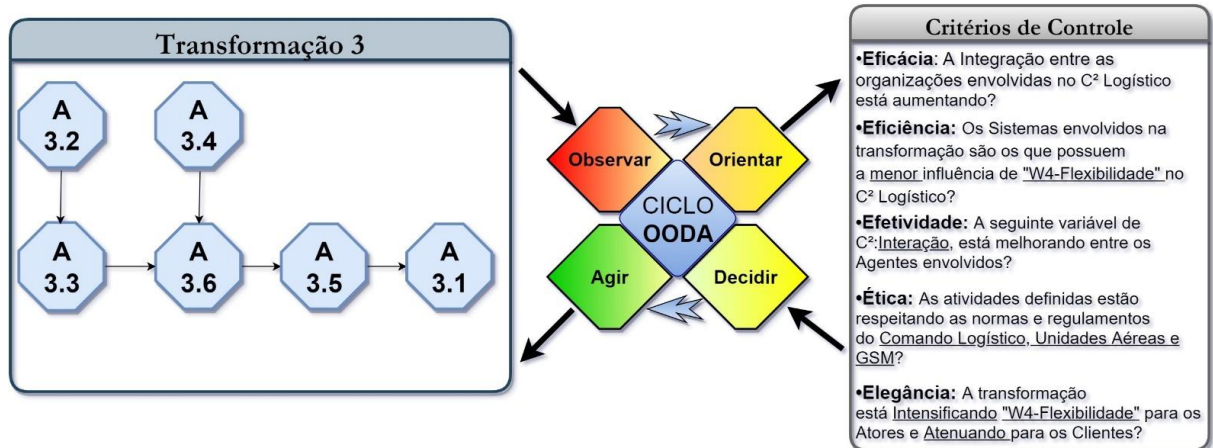 Transformação 3
A
3.2
A
3.4
A
3.3
A
3.6
A
3.5
A
3.1
Observar
Orientar
CICLO
OODA
Agir
Decidir
Critérios de Controle
•Eficácia: A Integração entre as
organizações envolvidas no C² Logístico
está aumentando?
•Eficiência: Os Sistemas envolvidos na
transformação são os que possuem
a menor influência de "W4-Flexibilidade" no
C² Logístico?
•Efetividade: A seguinte variável de
C²:Interação, está melhorando entre os
Agentes envolvidos?
•Ética: As atividades definidas estão
respeitando as normas e regulamentos
do Comando Logístico, Unidades Aéreas e
GSM?
•Elegância: A transformação
está Intensificando "W4-Flexibilidade" para os
Atores e Atenuando para os Clientes?